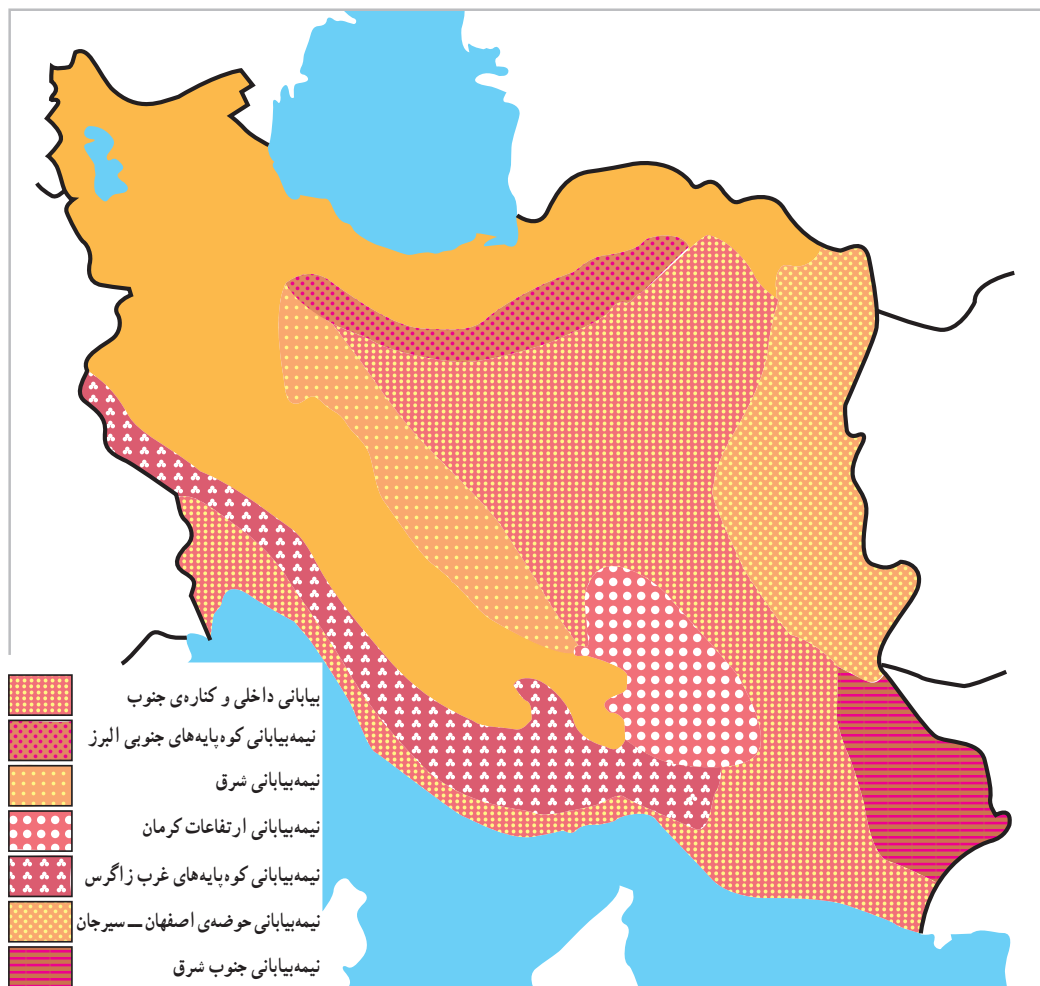 بیابانی داخلی و کناره‌ی جنوب
نیمه‌بیابانی کوه‌پایه‌های جنوبی البرز
نیمه‌بیابانی شرق
نیمه‌بیابانی ارتفاعات کرمان
نیمه‌بیابانی کوه‌پایه‌های غرب زاگرس
نیمه‌بیابانی حوضه‌ی اصفهان ــ سیرجان
نیمه‌بیابانی جنوب شرق